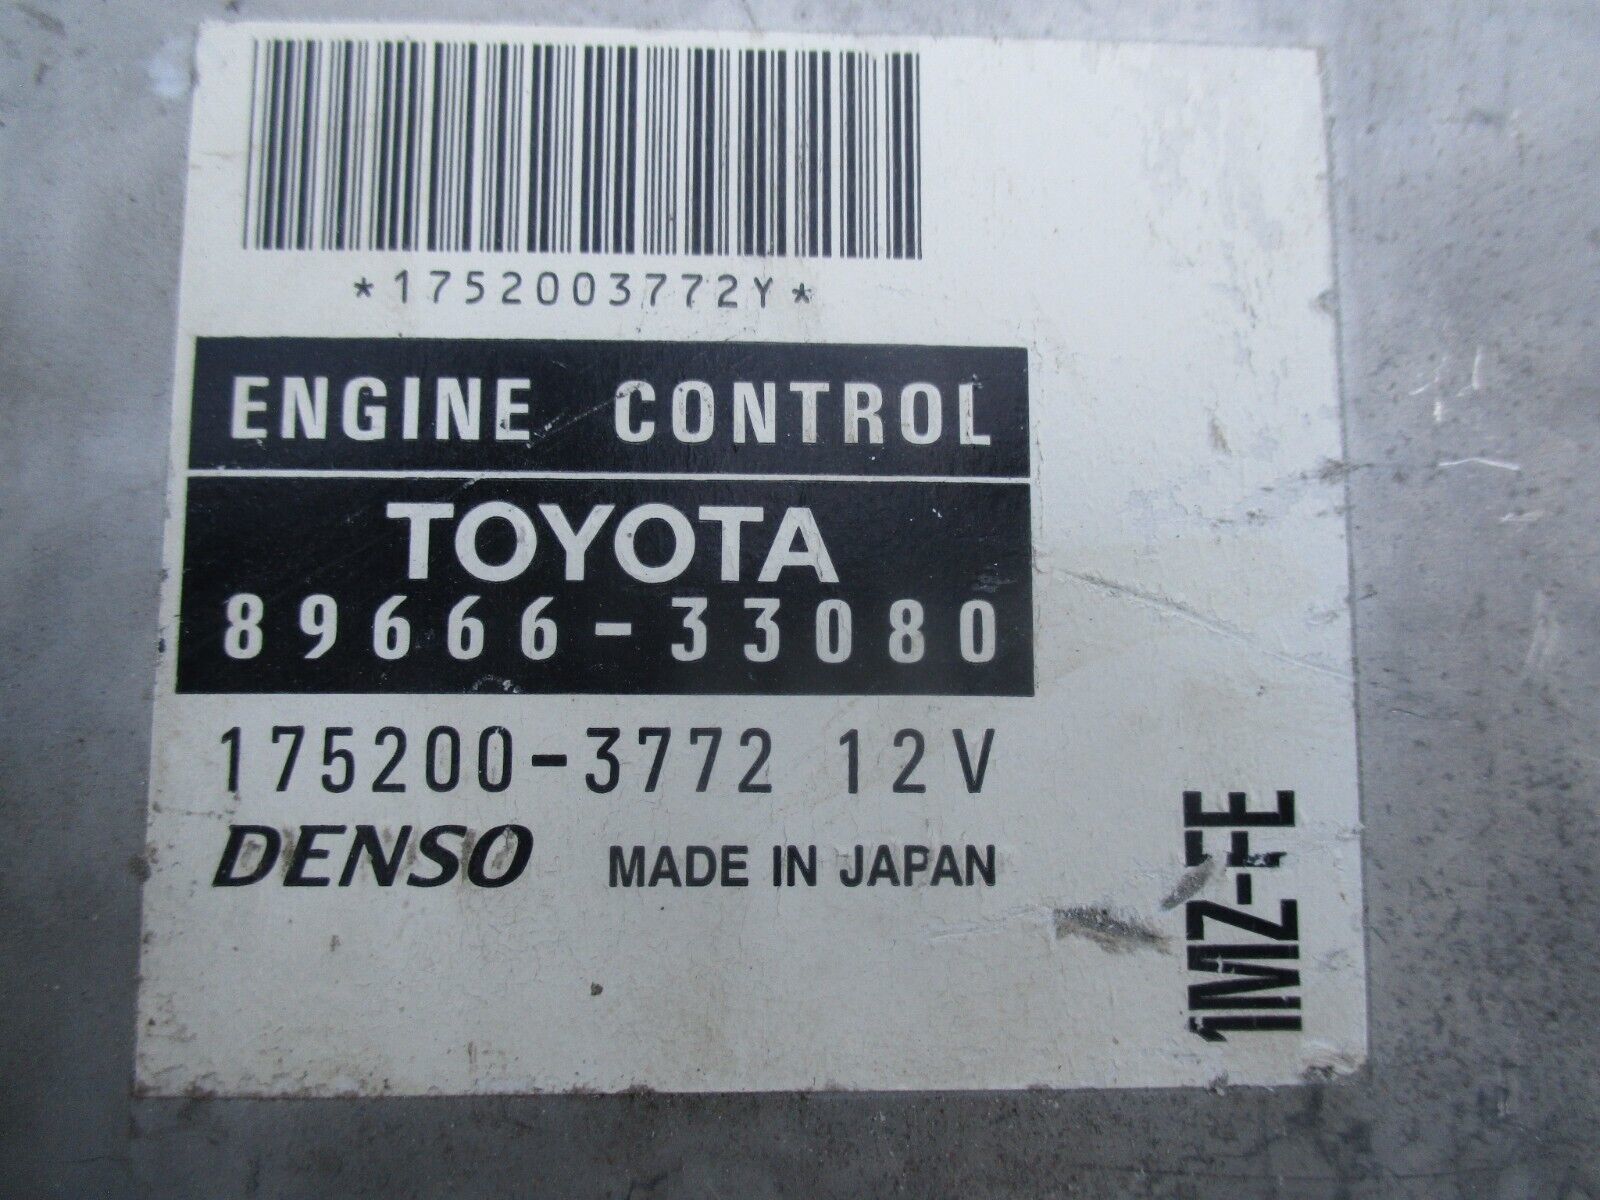 *1752003772Y*
ENGINE CONTROL
TOYOTA
89666-33080
175200-3772 12V
DENSO MADE IN JAPAN
1MZ-FE